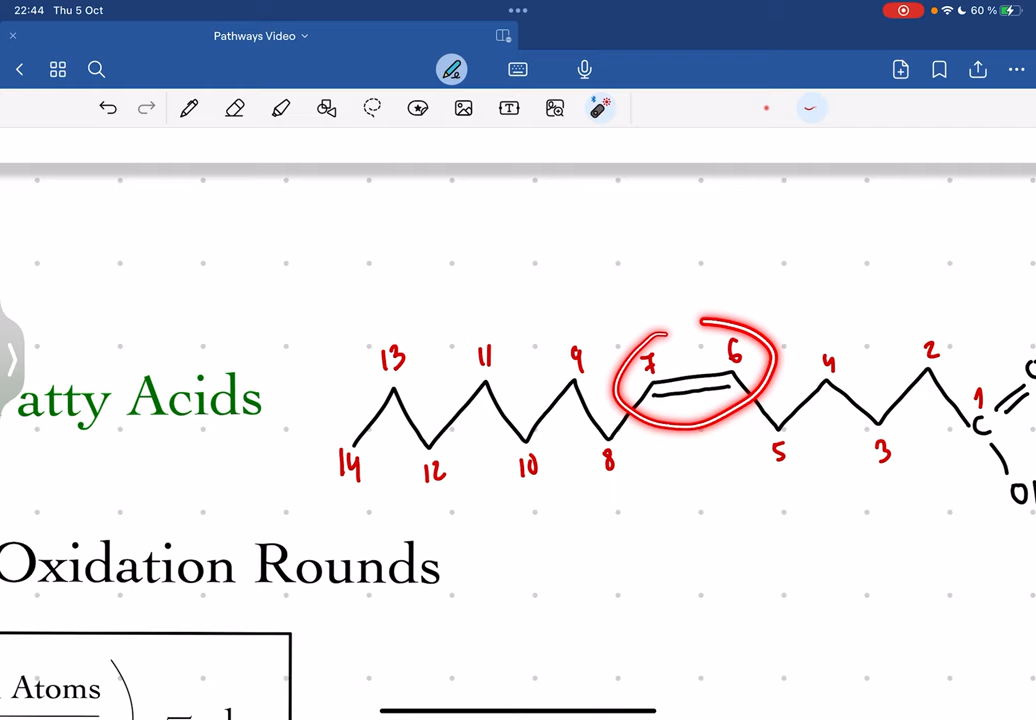 22:44 Thu 5 Oct
60 %
Pathways Video
13 11 9 7 6 4 2
1
atty Acids
C
14 12 10 8 5 3
Oxidation Rounds
Atoms